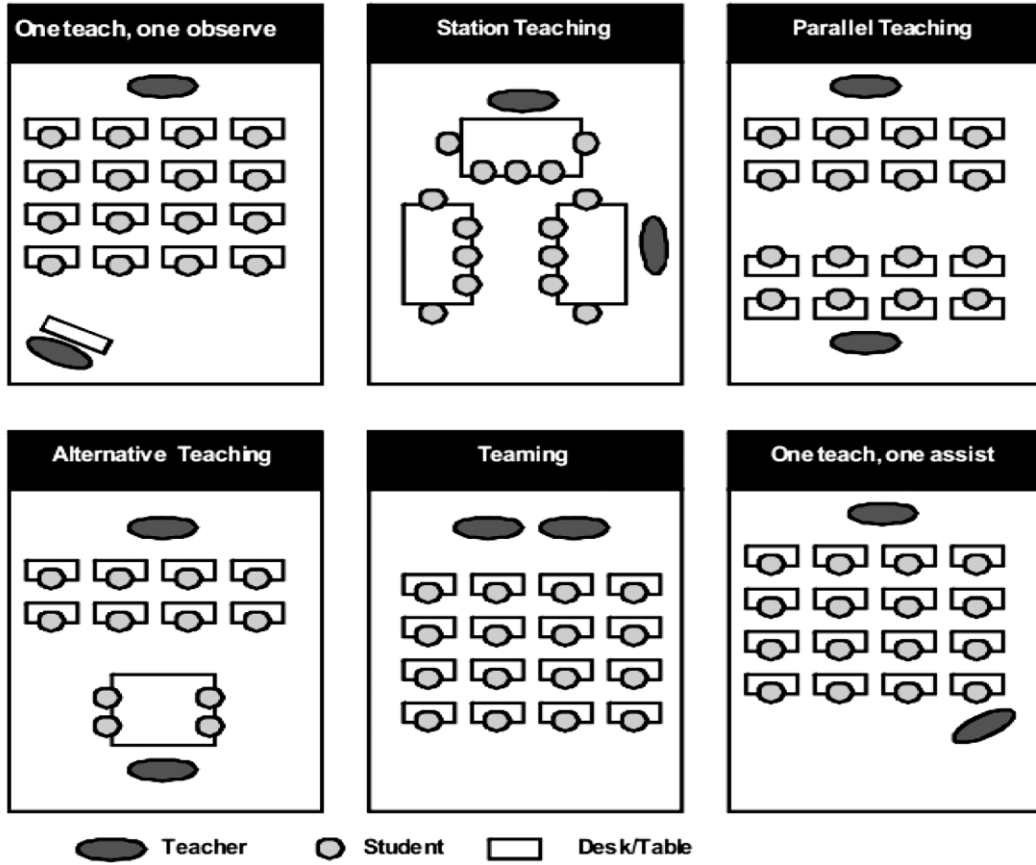 One teach, one observe
Station Teaching
Parallel Teaching
Alternative Teaching
Teaming
One teach, one assist
Teacher
Student
Desk/Table